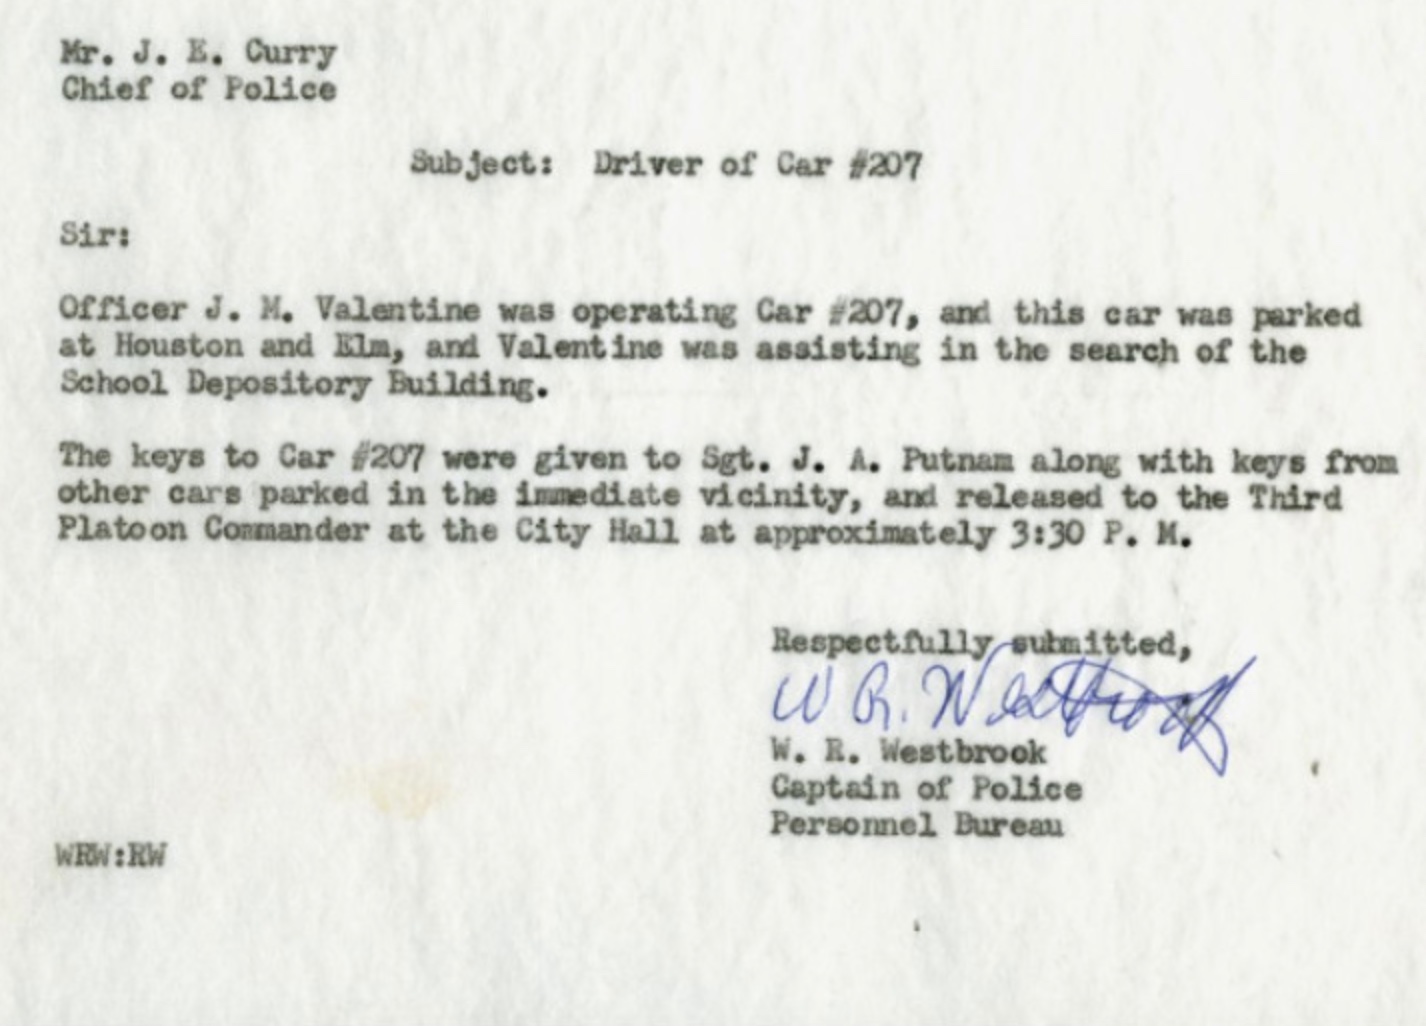 Mr. J. E. Curry
Chief of Police
Subject: Driver of Car #207
Sir:
Officer J. M. Valentine was operating Car #207, and this car was parked
at Houston and Elm, and Valentine was assisting in the search of the
School Depository Building.
The keys to Car #207 were given to Sgt. J. A. Putnam along with keys from
other cars parked in the immediate vicinity, and released to the Third
Platoon Commander at the City Hall at approximately 3:30 P. M.
Respectfully submitted,
W R. Westbrook
W. R. Westbrook
Captain of Police
Personnel Bureau
WRW:RW